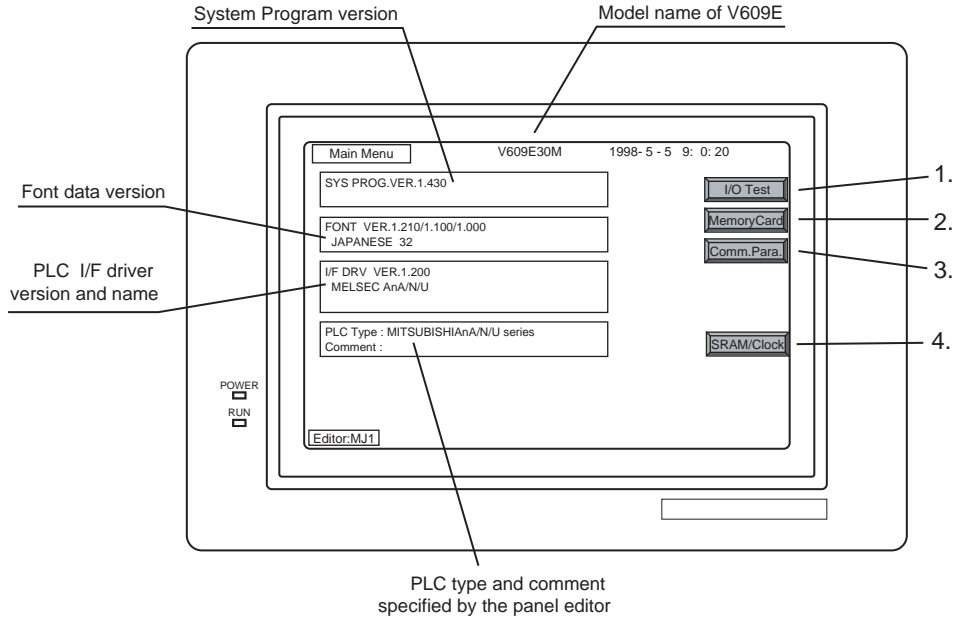 System Program version
Model name of V609E
Main Menu
V609E30M
1998- 5 - 5  9: 0: 20
SYS PROG.VER.1.430
I/O Test
1.
Font data version
FONT  VER.1.210/1.100/1.000
JAPANESE  32
MemoryCard
2.
Comm.Para.
3.
PLC  I/F driver
version and name
I/F DRV  VER.1.200
MELSEC AnA/N/U
PLC Type : MITSUBISHIAnA/N/U series
Comment :
SRAM/Clock
4.
POWER
RUN
Editor:MJ1
PLC type and comment
specified by the panel editor